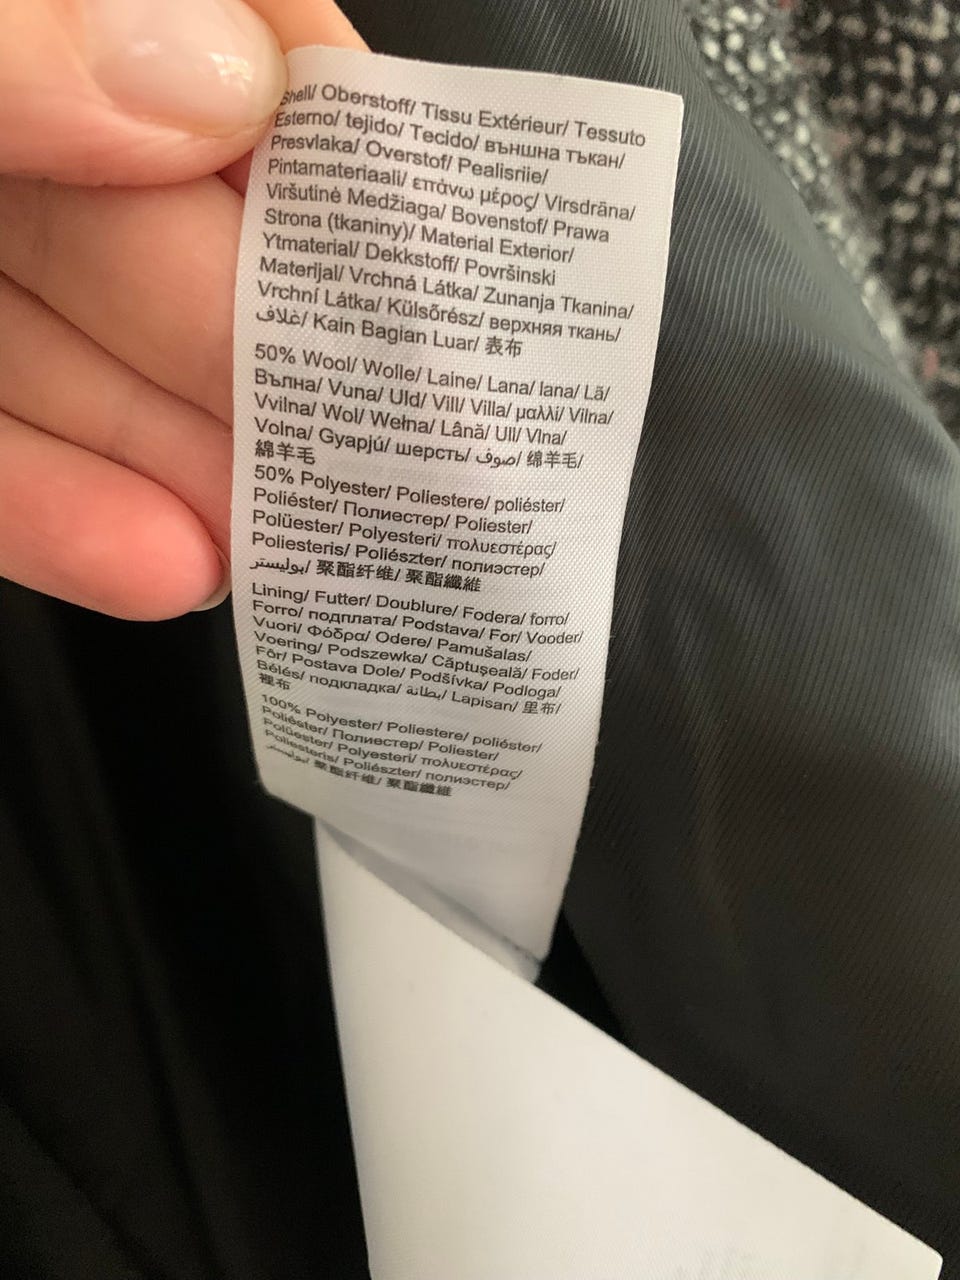 Shell/ Oberstoff/ Tissu Extérieur/ Tessuto
Esterno/ tejido/ Tecido/ външна тъкан/
Presvlaka/ Overstof/ Pealisriie/
Pintamateriaali/ επάνω μέρος/ Virsdrāna/
Viršutinė Medžiaga/ Bovenstof/ Prawa
Strona (tkaniny)/ Material Exterior/
Ytmaterial/ Dekkstoff/ Površinski
Materijal/ Vrchná Látka/ Zunanja Tkanina/
Vrchní Látka/ Külsőrész/ верхняя ткань/
غلاف/ Kain Bagian Luar/ 表布
50% Wool/ Wolle/ Laine/ Lana/ lana/ Lã/
Вълна/ Vuna/ Uld/ Vill/ Villa/ μαλλί/ Vilna/
Vvilna/ Wol/ Wełna/ Lână/ Ull/ Vlna/
Volna/ Gyapjú/ шерсть/ صوف/ 绵羊毛/
綿羊毛
50% Polyester/ Poliestere/ poliéster/
Poliéster/ Полиестер/ Poliester/
Polüester/ Polyesteri/ πολυεστέρας/
Poliesteris/ Poliészter/ полиэстер/
بوليستر/ 聚酯纤维/ 聚酯纖維
Lining/ Futter/ Doublure/ Fodera/ forro/
Forro/ подплата/ Podstava/ For/ Vooder/
Vuori/ Φόδρα/ Odere/ Pamušalas/
Voering/ Podszewka/ Căptuşeală/ Foder/
Fôr/ Postava Dole/ Podšívka/ Podloga/
Bélés/ подкладка/ بطانة/ Lapisan/ 里布/
裡布
100% Polyester/ Poliestere/ poliéster/
Poliéster/ Полиестер/ Poliester/
Polüester/ Polyesteri/ πολυεστέρας/
Poliesteris/ Poliészter/ полиэстер/
بوليستر/ 聚酯纤维/ 聚酯纖維